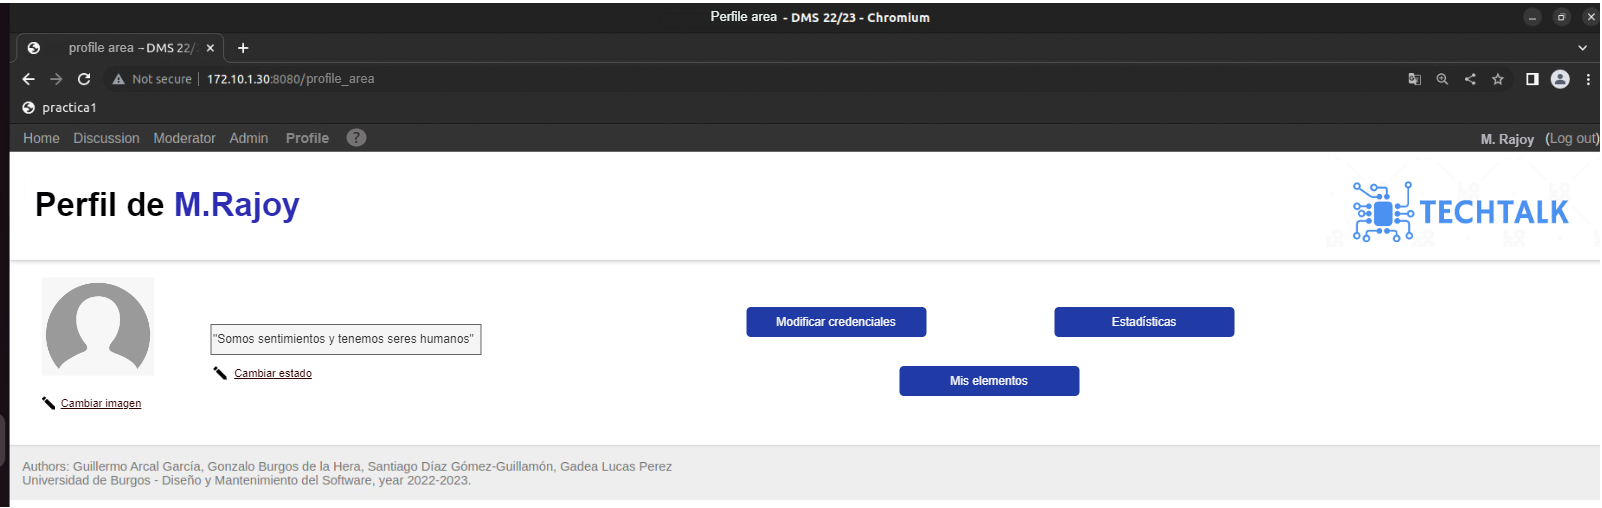 Perfile area - DMS 22/23 - Chromium
profile area - DMS 22/
Not secure | 172.10.1.30:8080/profile_area
practica1
Home Discussion Moderator Admin Profile ? M. Rajoy (Log out)
Perfil de M.Rajoy
TECHTALK
Modificar credenciales Estadísticas
"Somos sentimientos y tenemos seres humanos"
Cambiar estado
Mis elementos
Cambiar imagen
Authors: Guillermo Arcal García, Gonzalo Burgos de la Hera, Santiago Díaz Gómez-Guillamón, Gadea Lucas Perez
Universidad de Burgos - Diseño y Mantenimiento del Software, year 2022-2023.